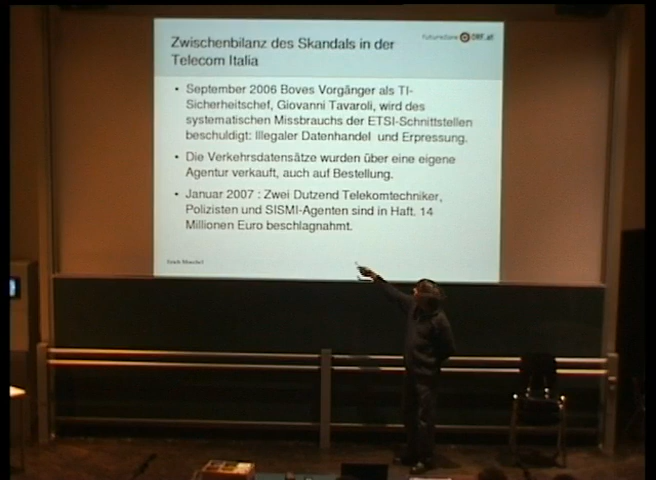 Zwischenbilanz des Skandals in der
Telecom Italia
futureZone ORF.at
• September 2006 Boves Vorgänger als TI-
Sicherheitschef, Giovanni Tavaroli, wird des
systematischen Missbrauchs der ETSI-Schnittstellen
beschuldigt: Illegaler Datenhandel und Erpressung.
• Die Verkehrsdatensätze wurden über eine eigene
Agentur verkauft, auch auf Bestellung.
• Januar 2007 : Zwei Dutzend Telekomtechniker,
Polizisten und SISMI-Agenten sind in Haft. 14
Millionen Euro beschlagnahmt.
Erich Moechel